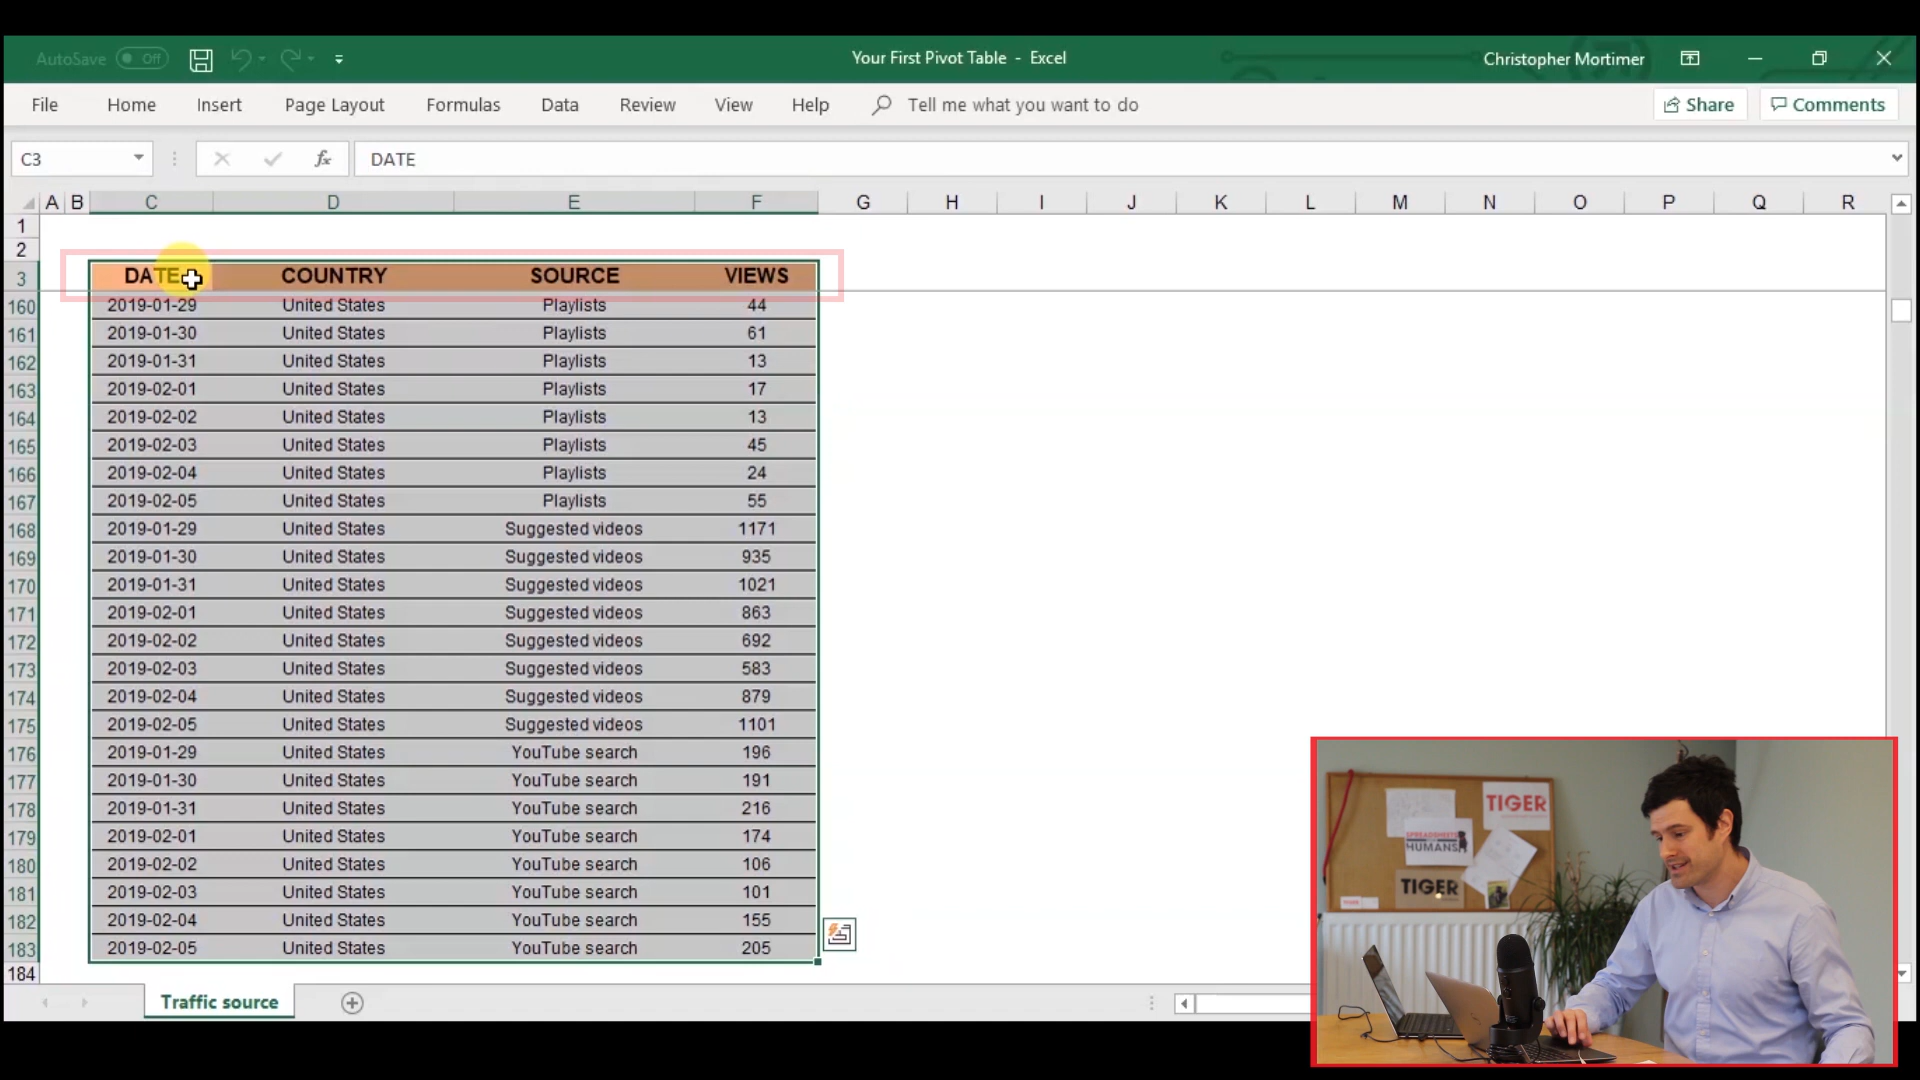 AutoSave Off Your First Pivot Table - Excel Christopher Mortimer
File Home Insert Page Layout Formulas Data Review View Help Tell me what you want to do Share Comments
C3 fx DATE
A B C D E F G H I J K L M N O P Q R
1
2
3 DATE COUNTRY SOURCE VIEWS
160 2019-01-29 United States Playlists 44
161 2019-01-30 United States Playlists 61
162 2019-01-31 United States Playlists 13
163 2019-02-01 United States Playlists 17
164 2019-02-02 United States Playlists 13
165 2019-02-03 United States Playlists 45
166 2019-02-04 United States Playlists 24
167 2019-02-05 United States Playlists 55
168 2019-01-29 United States Suggested videos 1171
169 2019-01-30 United States Suggested videos 935
170 2019-01-31 United States Suggested videos 1021
171 2019-02-01 United States Suggested videos 863
172 2019-02-02 United States Suggested videos 692
173 2019-02-03 United States Suggested videos 583
174 2019-02-04 United States Suggested videos 879
175 2019-02-05 United States Suggested videos 1101
176 2019-01-29 United States YouTube search 196
177 2019-01-30 United States YouTube search 191
178 2019-01-31 United States YouTube search 216
179 2019-02-01 United States YouTube search 174
180 2019-02-02 United States YouTube search 106
181 2019-02-03 United States YouTube search 101
182 2019-02-04 United States YouTube search 155
183 2019-02-05 United States YouTube search 205
184
Traffic source
TIGER
SPREADSHEETS
HUMANS
TIGER